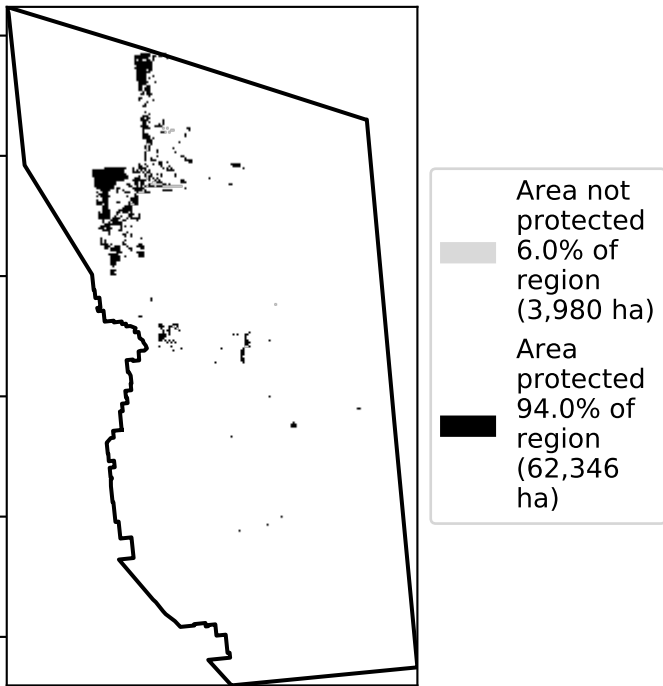 Area not
protected
6.0% of
region
(3,980 ha)
Area
protected
94.0% of
region
(62,346
ha)